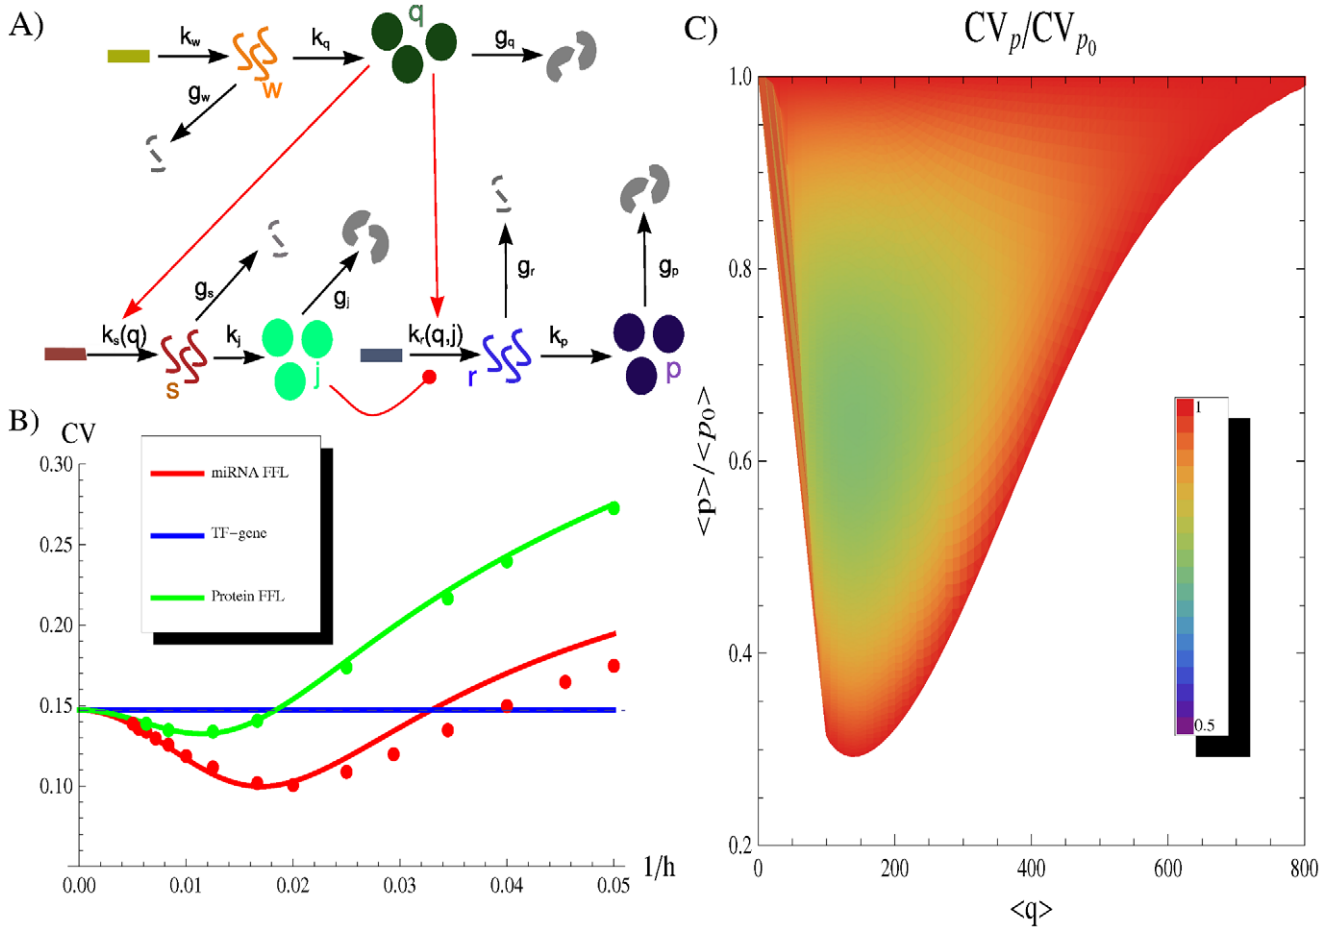 A)
k_w
w
k_q
q
g_q
g_w
k_s(q)
s
g_s
k_j
j
g_j
k_r(q,j)
r
g_r
k_p
p
g_p
B)
CV
miRNA FFL
TF-gene
Protein FFL
0.30
0.25
0.20
0.15
0.10
0.00 0.01 0.02 0.03 0.04 0.05
1/h
C)
CV_p/CV_p_0
1.0
0.8
0.6
0.4
0.2
<p>/<p_0>
0 200 400 600 800
<q>
1
0.5